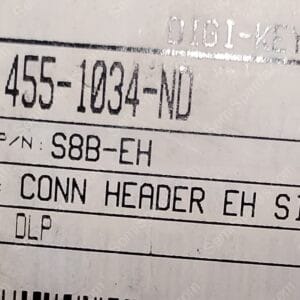 DIGI-KEY
455-1034-ND
P/N: S8B-EH
: CONN HEADER EH
DLP